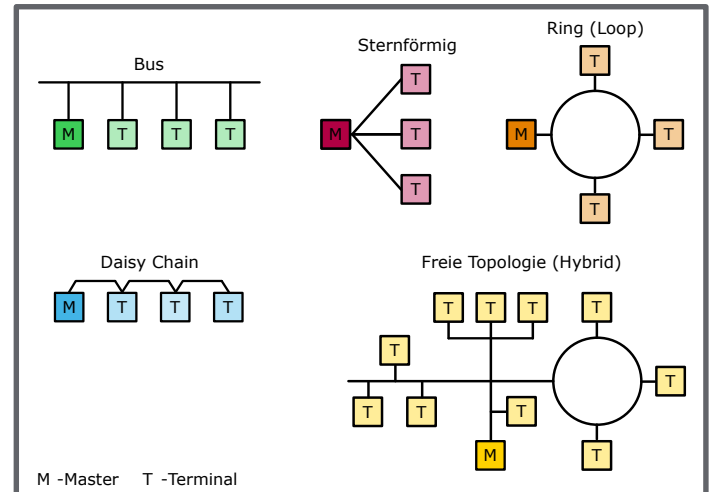 Bus
M
T
T
T
Sternförmig
M
T
T
T
Ring (Loop)
T
M
T
T
Daisy Chain
M
T
T
T
Freie Topologie (Hybrid)
T
T
T
T
T
T
T
T
T
T
M
T
M -Master T -Terminal